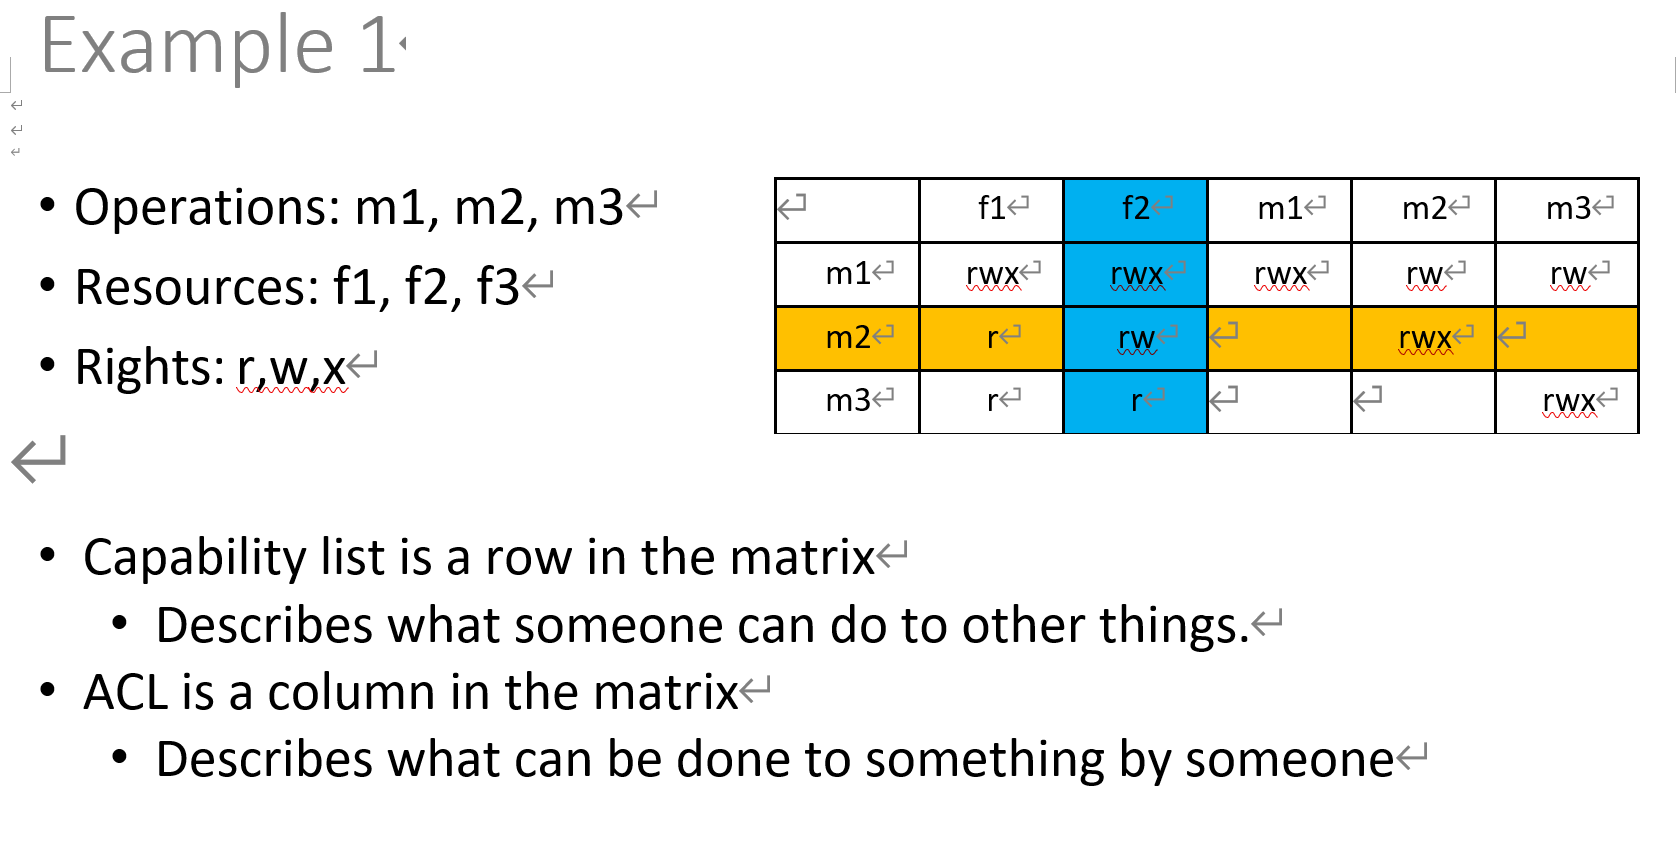 Example 1
• Operations: m1, m2, m3
• Resources: f1, f2, f3
• Rights: r,w,x
f1 f2 m1 m2 m3
m1 rwx rwx rwx rw rw
m2 r rw rwx
m3 r r rwx
• Capability list is a row in the matrix
• Describes what someone can do to other things.
• ACL is a column in the matrix
• Describes what can be done to something by someone